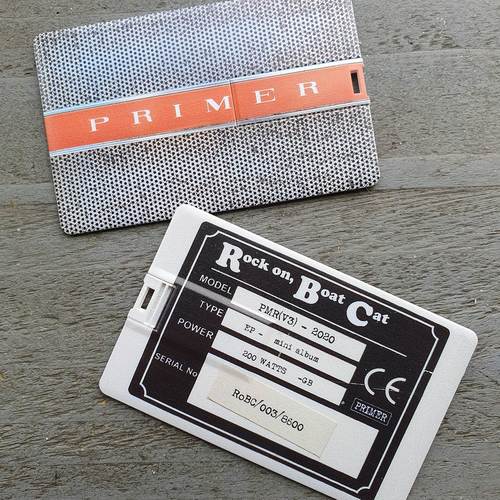 PRIMER
Rock on, Boat Cat
MODEL PMR(V3) - 2020
TYPE EP - mini album
POWER 200 WATTS -GB
SERIAL No RoBC/003/8600
CE
PRIMER